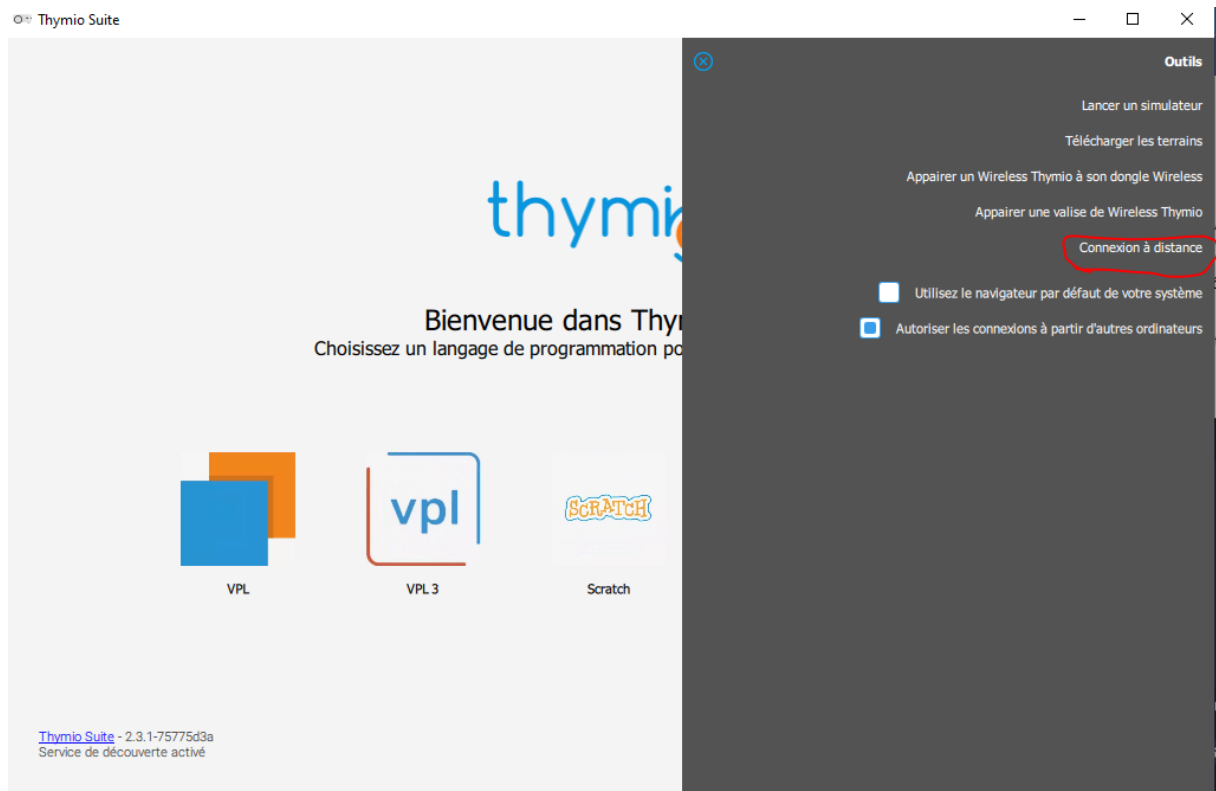 Thymio Suite
Outils
Lancer un simulateur
Télécharger les terrains
Appairer un Wireless Thymio à son dongle Wireless
Appairer une valise de Wireless Thymio
Connexion à distance
Utilisez le navigateur par défaut de votre système
Autoriser les connexions à partir d'autres ordinateurs
thymi
Bienvenue dans Thy
Choisissez un langage de programmation po
vpl
SCRATCH
VPL
VPL 3
Scratch
Thymio Suite - 2.3.1-75775d3a
Service de découverte activé